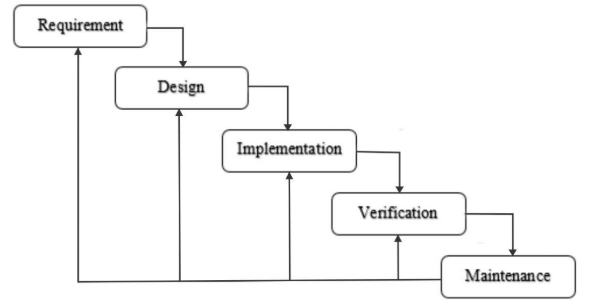 Requirement
Design
Implementation
Verification
Maintenance